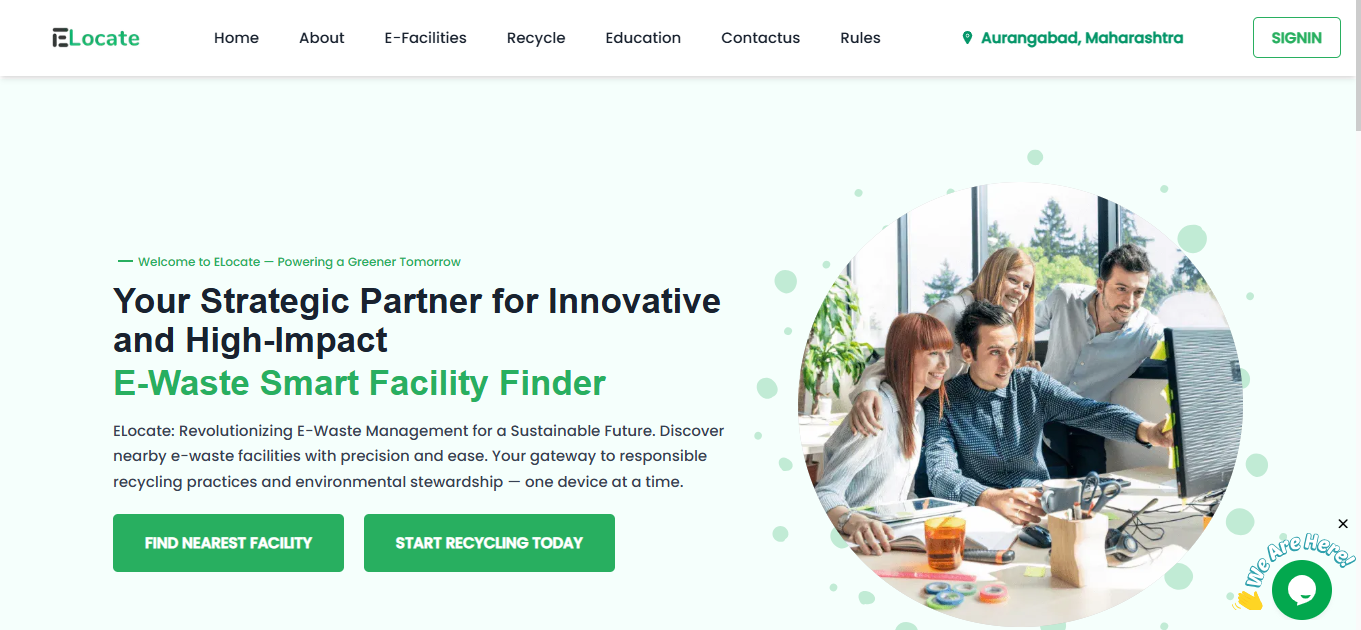 ELocate
Home
About
E-Facilities
Recycle
Education
Contactus
Rules
Aurangabad, Maharashtra
SIGNIN
Welcome to ELocate — Powering a Greener Tomorrow
Your Strategic Partner for Innovative
and High-Impact
E-Waste Smart Facility Finder
ELocate: Revolutionizing E-Waste Management for a Sustainable Future. Discover
nearby e-waste facilities with precision and ease. Your gateway to responsible
recycling practices and environmental stewardship — one device at a time.
FIND NEAREST FACILITY
START RECYCLING TODAY
We Are Here!